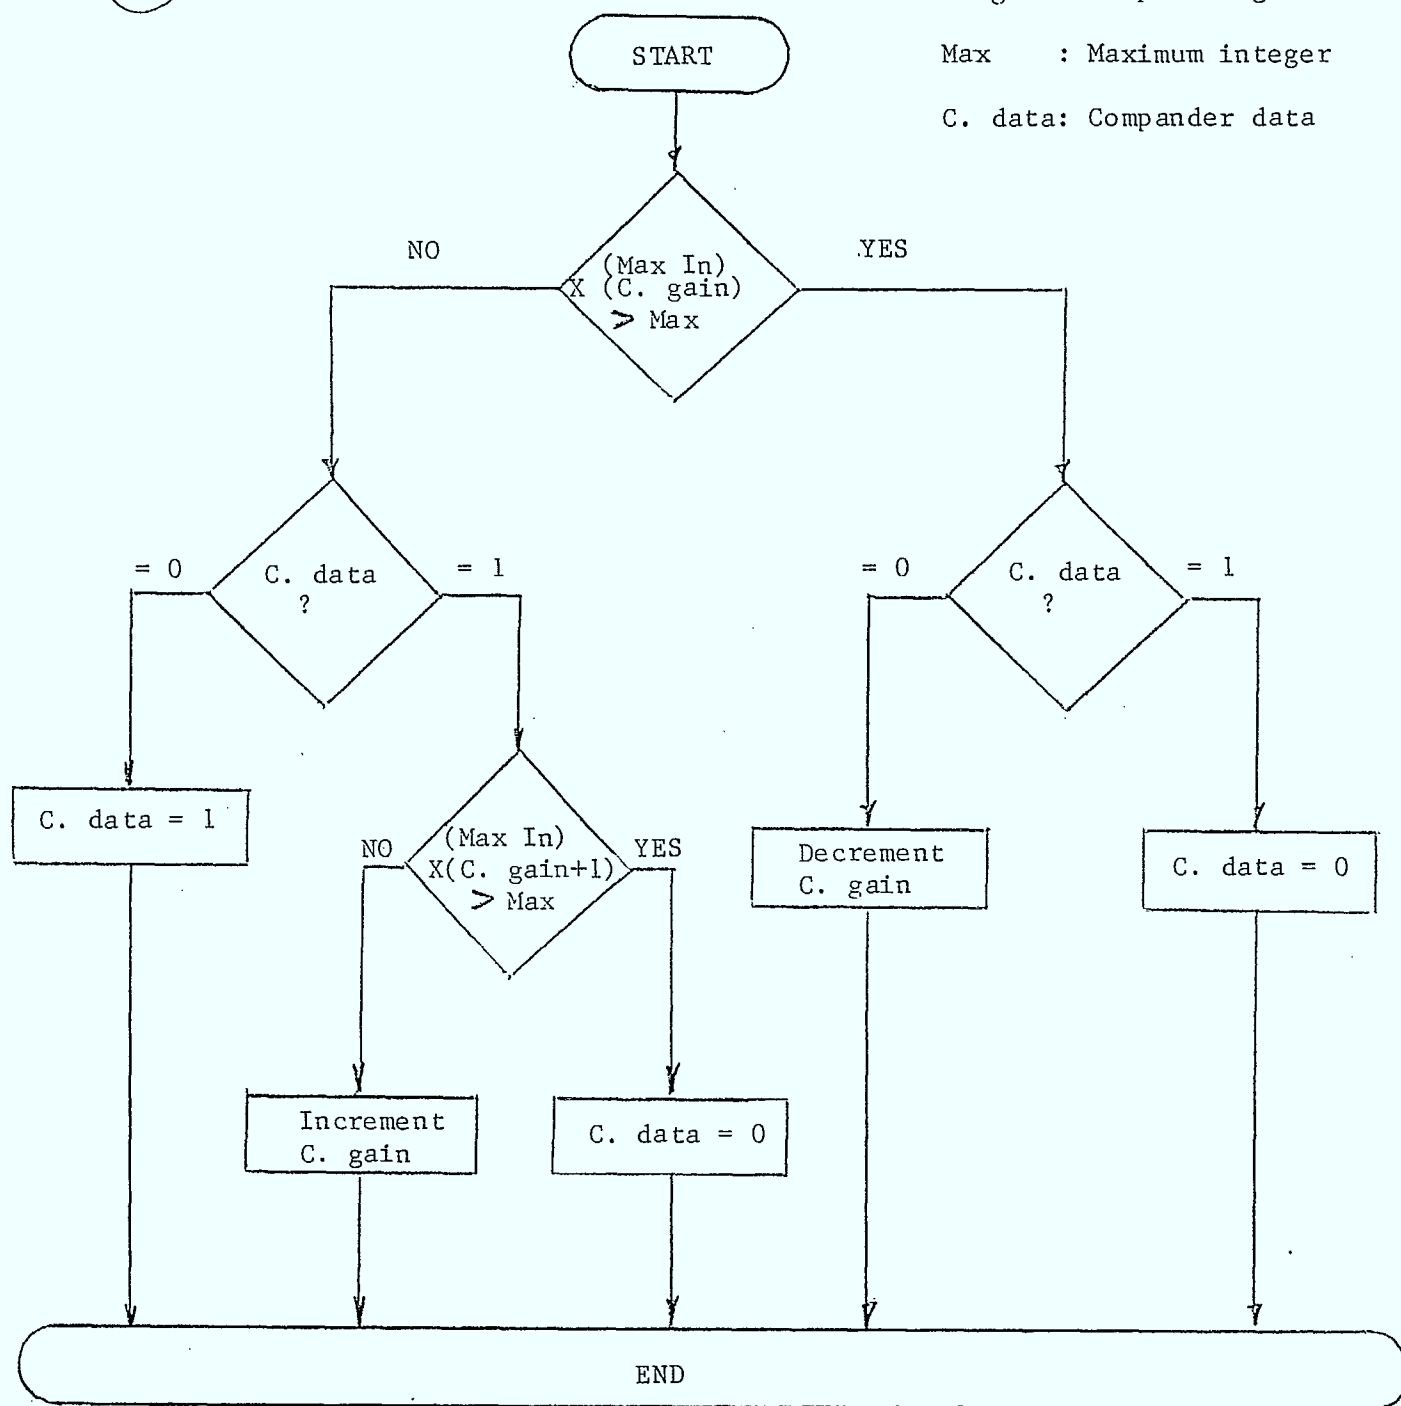 START
Max : Maximum integer
C. data: Compander data
NO
YES
(Max In)
X (C. gain)
> Max
= 0
C. data
?
= 1
= 0
C. data
?
= 1
C. data = 1
NO
(Max In)
X(C. gain+1)
> Max
YES
Decrement
C. gain
C. data = 0
Increment
C. gain
C. data = 0
END